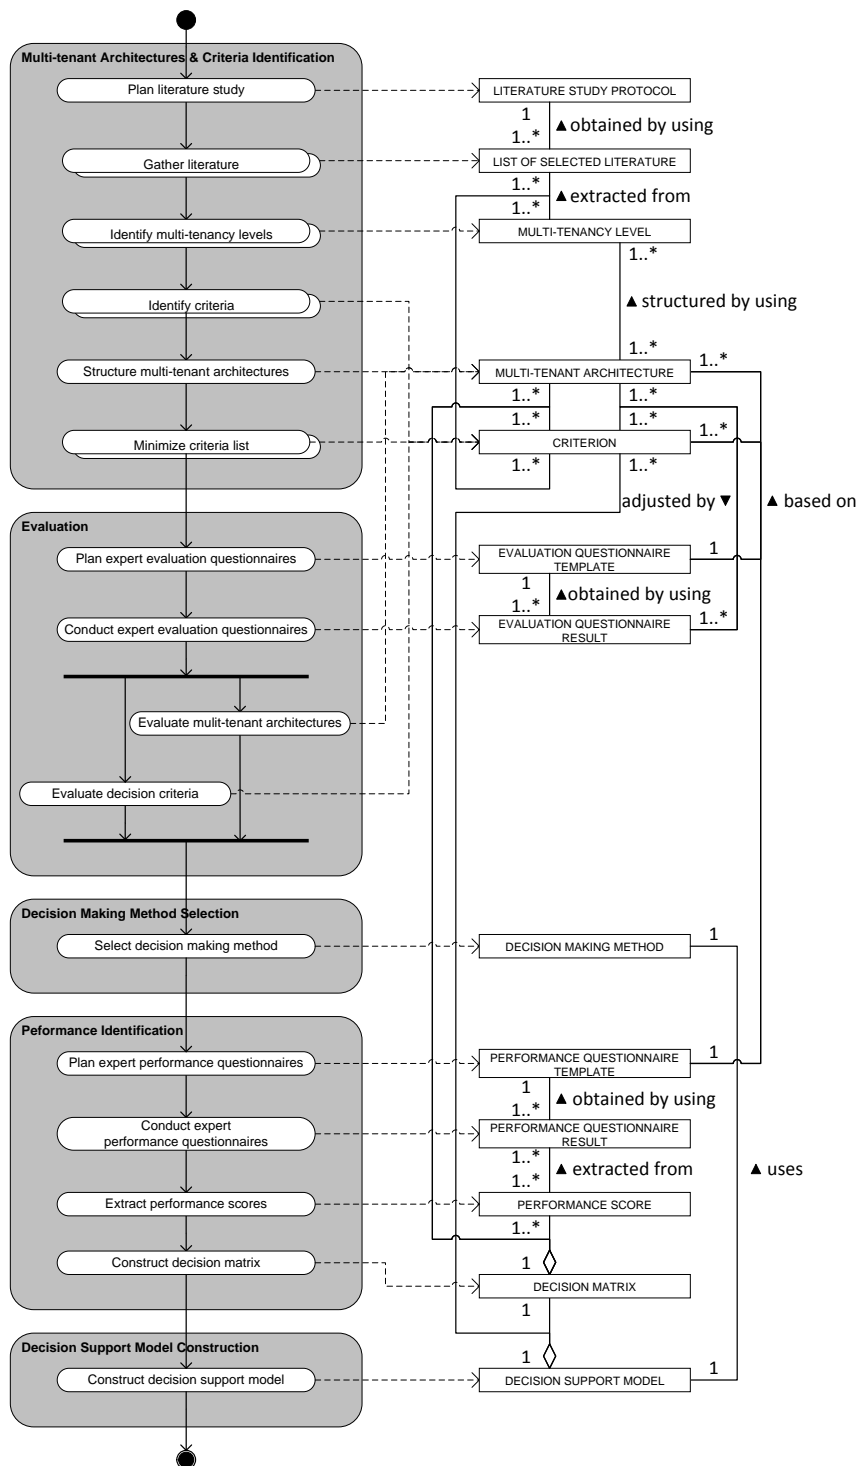 Multi-tenant Architectures & Criteria Identification
Plan literature study
LITERATURE STUDY PROTOCOL
1
▲ obtained by using
1..*
Gather literature
LIST OF SELECTED LITERATURE
1..*
▲ extracted from
1..*
Identify multi-tenancy levels
MULTI-TENANCY LEVEL
1..*
Identify criteria
▲ structured by using
1..*
1..*
Structure multi-tenant architectures
MULTI-TENANT ARCHITECTURE
1..*
1..*
1..*
1..*
1..*
Minimize criteria list
CRITERION
1..*
1..*
adjusted by ▼
▲ based on
Evaluation
Plan expert evaluation questionnaires
EVALUATION QUESTIONNAIRE
TEMPLATE
1
1
▲obtained by using
1..*
1..*
Conduct expert evaluation questionnaires
EVALUATION QUESTIONNAIRE
RESULT
Evaluate mulit-tenant architectures
Evaluate decision criteria
Decision Making Method Selection
Select decision making method
DECISION MAKING METHOD
1
Peformance Identification
Plan expert performance questionnaires
PERFORMANCE QUESTIONNAIRE
TEMPLATE
1
1
▲ obtained by using
1..*
Conduct expert
performance questionnaires
PERFORMANCE QUESTIONNAIRE
RESULT
1..*
▲ extracted from
▲ uses
1..*
Extract performance scores
PERFORMANCE SCORE
1..*
Construct decision matrix
1
DECISION MATRIX
1
Decision Support Model Construction
1
Construct decision support model
DECISION SUPPORT MODEL
1